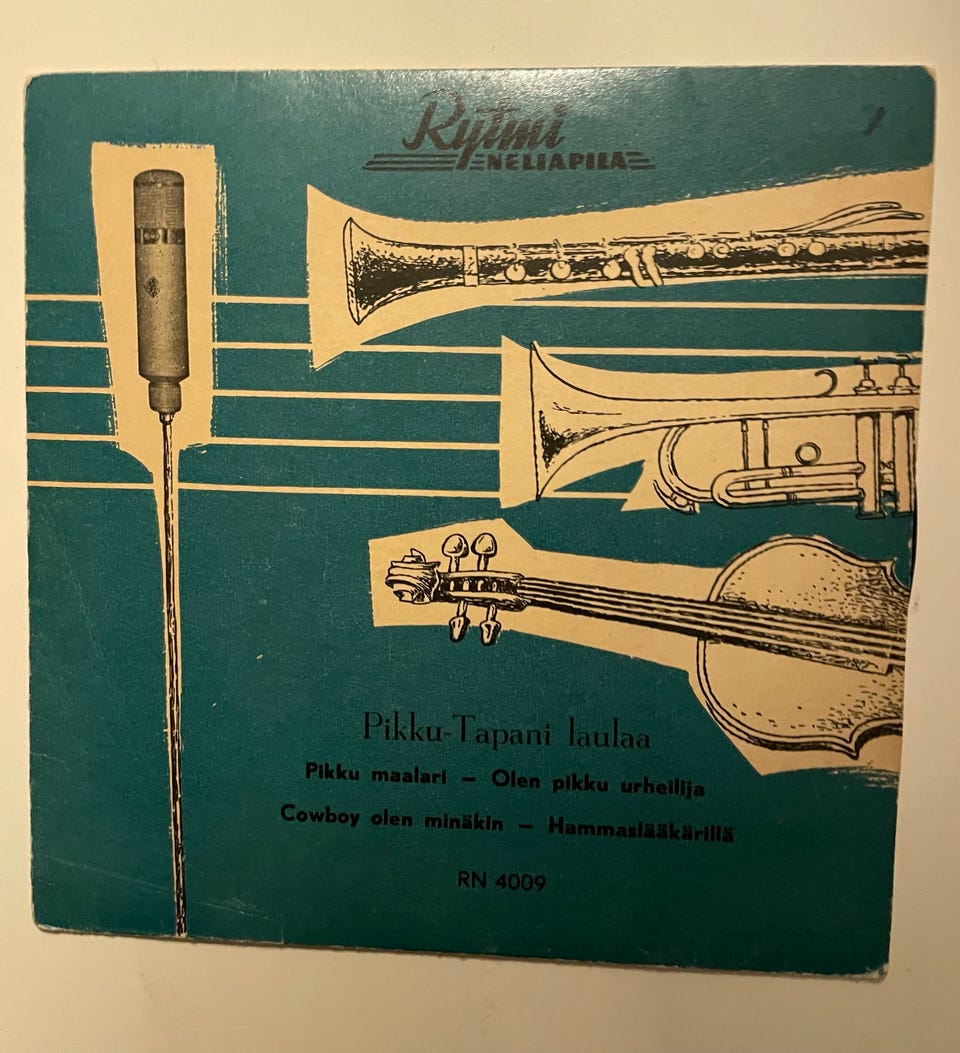 Rytmi
NELIAPILA
Pikku-Tapani laulaa
Pikku maalari – Olen pikku urheilija
Cowboy olen minäkin – Hammaslääkärillä
RN 4009